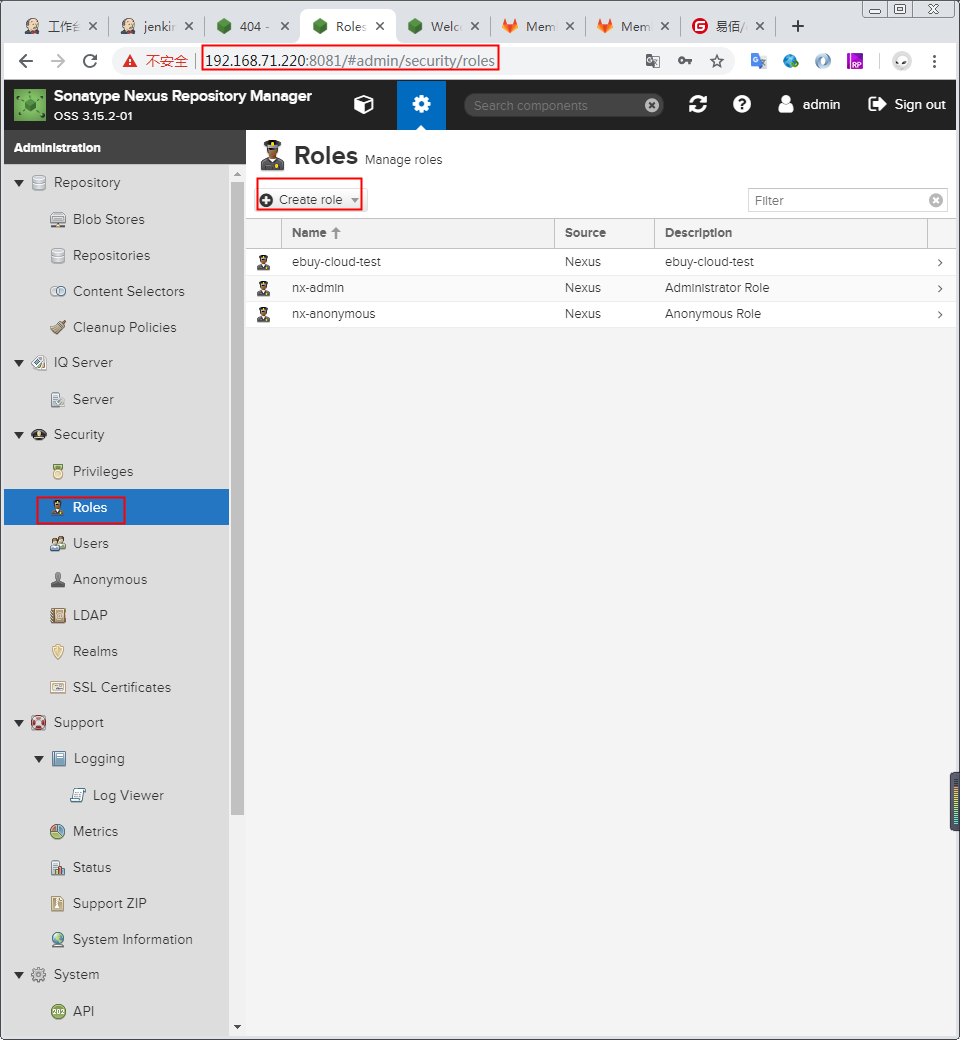 工作台
jenkin
404 -
Roles
Welc
Mem
Mem
易佰/
不安全
192.168.71.220:8081/#admin/security/roles
RP
Sonatype Nexus Repository Manager
OSS 3.15.2-01
Search components
admin
Sign out
Administration
Repository
Blob Stores
Repositories
Content Selectors
Cleanup Policies
IQ Server
Server
Security
Privileges
Roles
Users
Anonymous
LDAP
Realms
SSL Certificates
Support
Logging
Log Viewer
Metrics
Status
Support ZIP
System Information
System
API
Roles Manage roles
Create role
Filter
Name Source Description
ebuy-cloud-test Nexus ebuy-cloud-test
nx-admin Nexus Administrator Role
nx-anonymous Nexus Anonymous Role